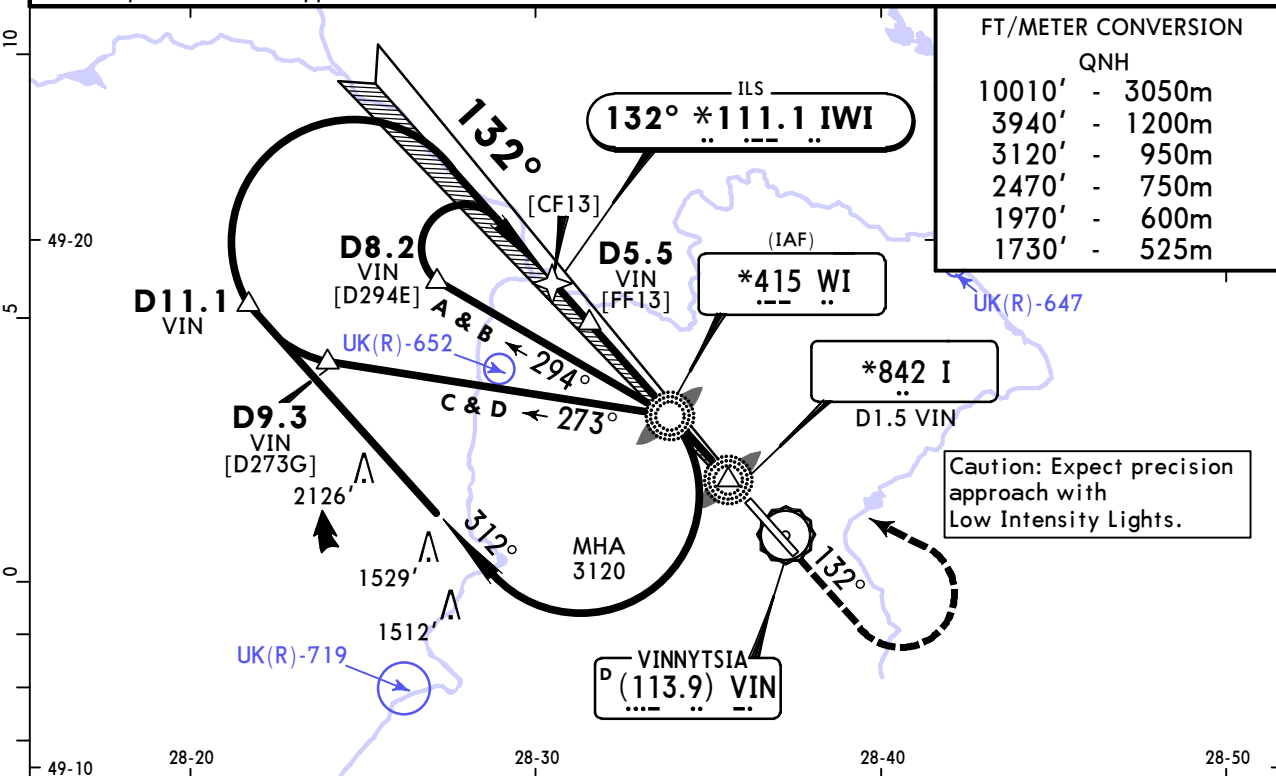 10
5
0
49-20
49-10
28-20
28-30
28-40
28-50
FT/METER CONVERSION
QNH
10010' - 3050m
3940' - 1200m
3120' - 950m
2470' - 750m
1970' - 600m
1730' - 525m
132°
ILS
132° *111.1 IWI
[CF13]
D8.2
VIN
[D294E]
D5.5
VIN
[FF13]
(IAF)
*415 WI
UK(R)-647
D11.1
VIN
A & B
294°
UK(R)-652
C & D
273°
*842 I
D1.5 VIN
D9.3
VIN
[D273G]
2126'
1529'
1512'
312°
MHA
3120
Caution: Expect precision
approach with
Low Intensity Lights.
132°
UK(R)-719
VINNYTSIA
D (113.9) VIN